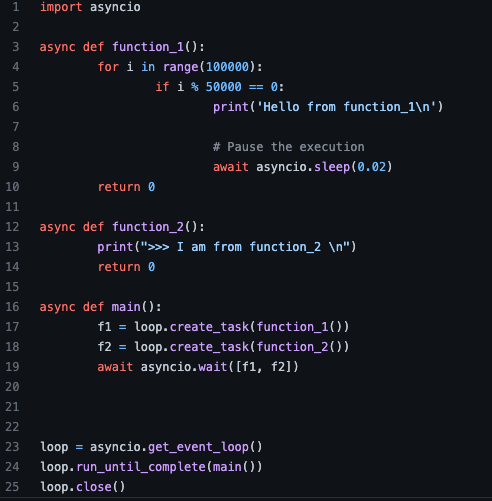 1 import asyncio
2
3 async def function_1():
4         for i in range(100000):
5                 if i % 50000 == 0:
6                         print('Hello from function_1\n')
7
8                         # Pause the execution
9                         await asyncio.sleep(0.02)
10         return 0
11
12 async def function_2():
13         print(">>> I am from function_2 \n")
14         return 0
15
16 async def main():
17         f1 = loop.create_task(function_1())
18         f2 = loop.create_task(function_2())
19         await asyncio.wait([f1, f2])
20
21
22
23 loop = asyncio.get_event_loop()
24 loop.run_until_complete(main())
25 loop.close()